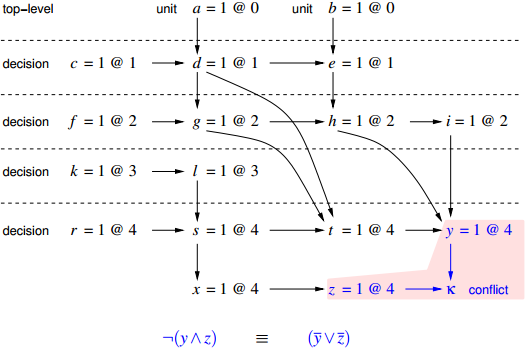 top-level unit a = 1 @ 0 unit b = 1 @ 0
decision c = 1 @ 1 d = 1 @ 1 e = 1 @ 1
decision f = 1 @ 2 g = 1 @ 2 h = 1 @ 2 i = 1 @ 2
decision k = 1 @ 3 l = 1 @ 3
decision r = 1 @ 4 s = 1 @ 4 t = 1 @ 4 y = 1 @ 4
x = 1 @ 4 z = 1 @ 4 κ conflict
¬(y ∧ z) ≡ (y̅ ∨ z̅)